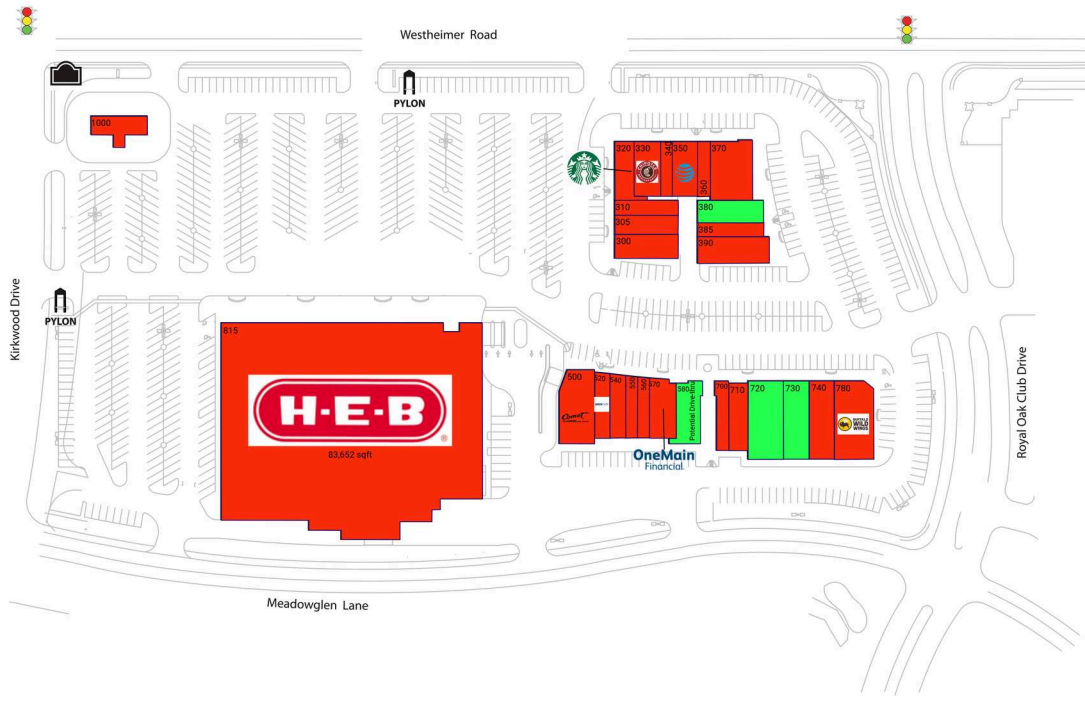 Westheimer Road
PYLON
1000
320
330
340
350
360
370
310
305
300
380
385
390
Kirkwood Drive
PYLON
815
H-E-B
®
83,652 sqft
500
520
540
550
560
570
580
Potential Drive-thru
Comet
700
710
720
730
740
780
BUFFALO
WILD
WINGS
OneMain
Financial.
Royal Oak Club Drive
Meadowglen Lane